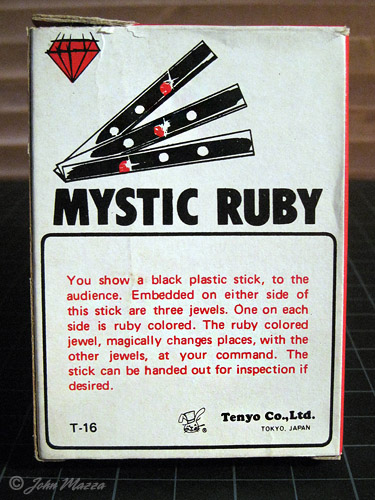 MYSTIC RUBY
You show a black plastic stick, to the
audience. Embedded on either side of
this stick are three jewels. One on each
side is ruby colored. The ruby colored
jewel, magically changes places, with the
other jewels, at your command. The
stick can be handed out for inspection if
desired.
T-16
®
Tenyo Co.,Ltd.
TOKYO, JAPAN
© John Mazza